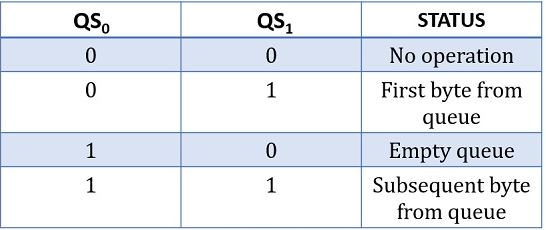 QS₀ QS₁ STATUS
0 0 No operation
0 1 First byte from
queue
1 0 Empty queue
1 1 Subsequent byte
from queue